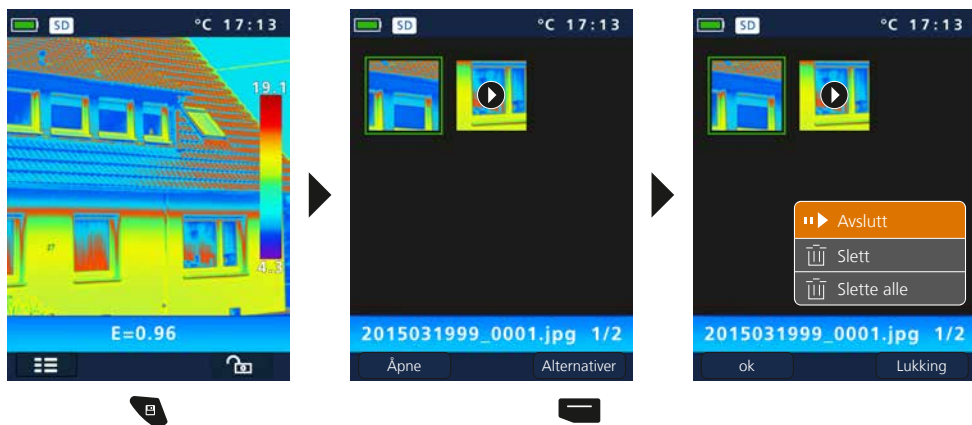 SD °C 17:13
19.1
4.3
E=0.96
SD °C 17:13
2015031999_0001.jpg 1/2
Åpne Alternativer
SD °C 17:13
Avslutt
Slett
Slette alle
2015031999_0001.jpg 1/2
ok Lukking